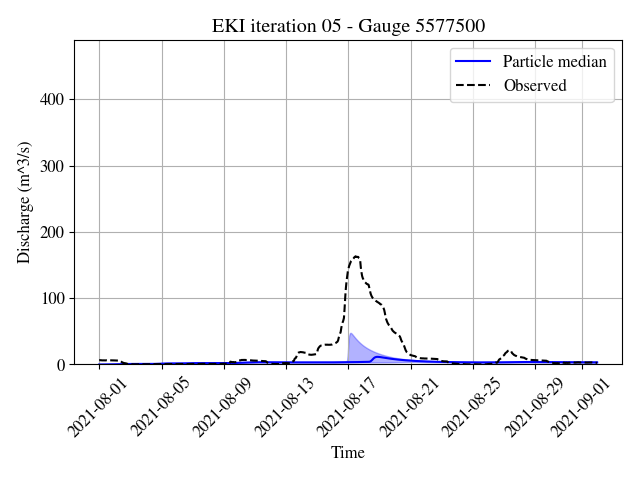 EKI iteration 05 - Gauge 5577500
Particle median
Observed
Discharge (m^3/s)
400
300
200
100
0
2021-08-01
2021-08-05
2021-08-09
2021-08-13
2021-08-17
2021-08-21
2021-08-25
2021-08-29
2021-09-01
Time